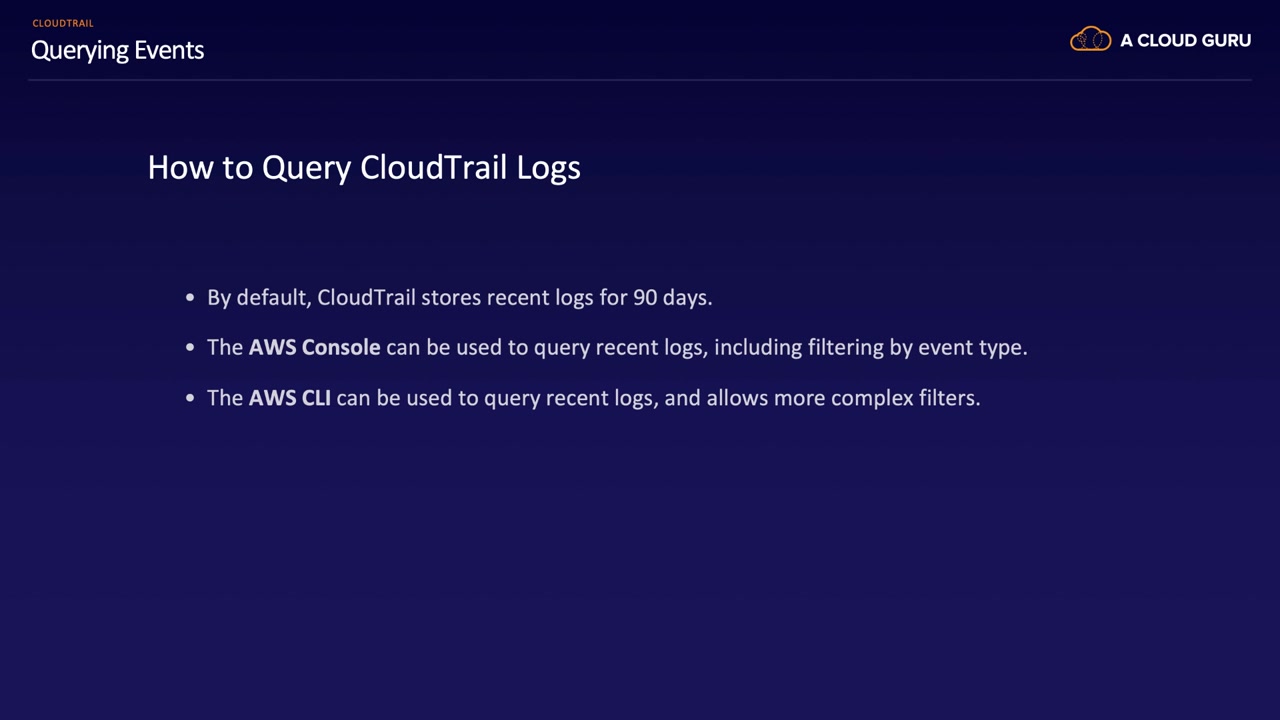 CLOUDTRAIL
Querying Events
A CLOUD GURU
How to Query CloudTrail Logs
• By default, CloudTrail stores recent logs for 90 days.
• The AWS Console can be used to query recent logs, including filtering by event type.
• The AWS CLI can be used to query recent logs, and allows more complex filters.